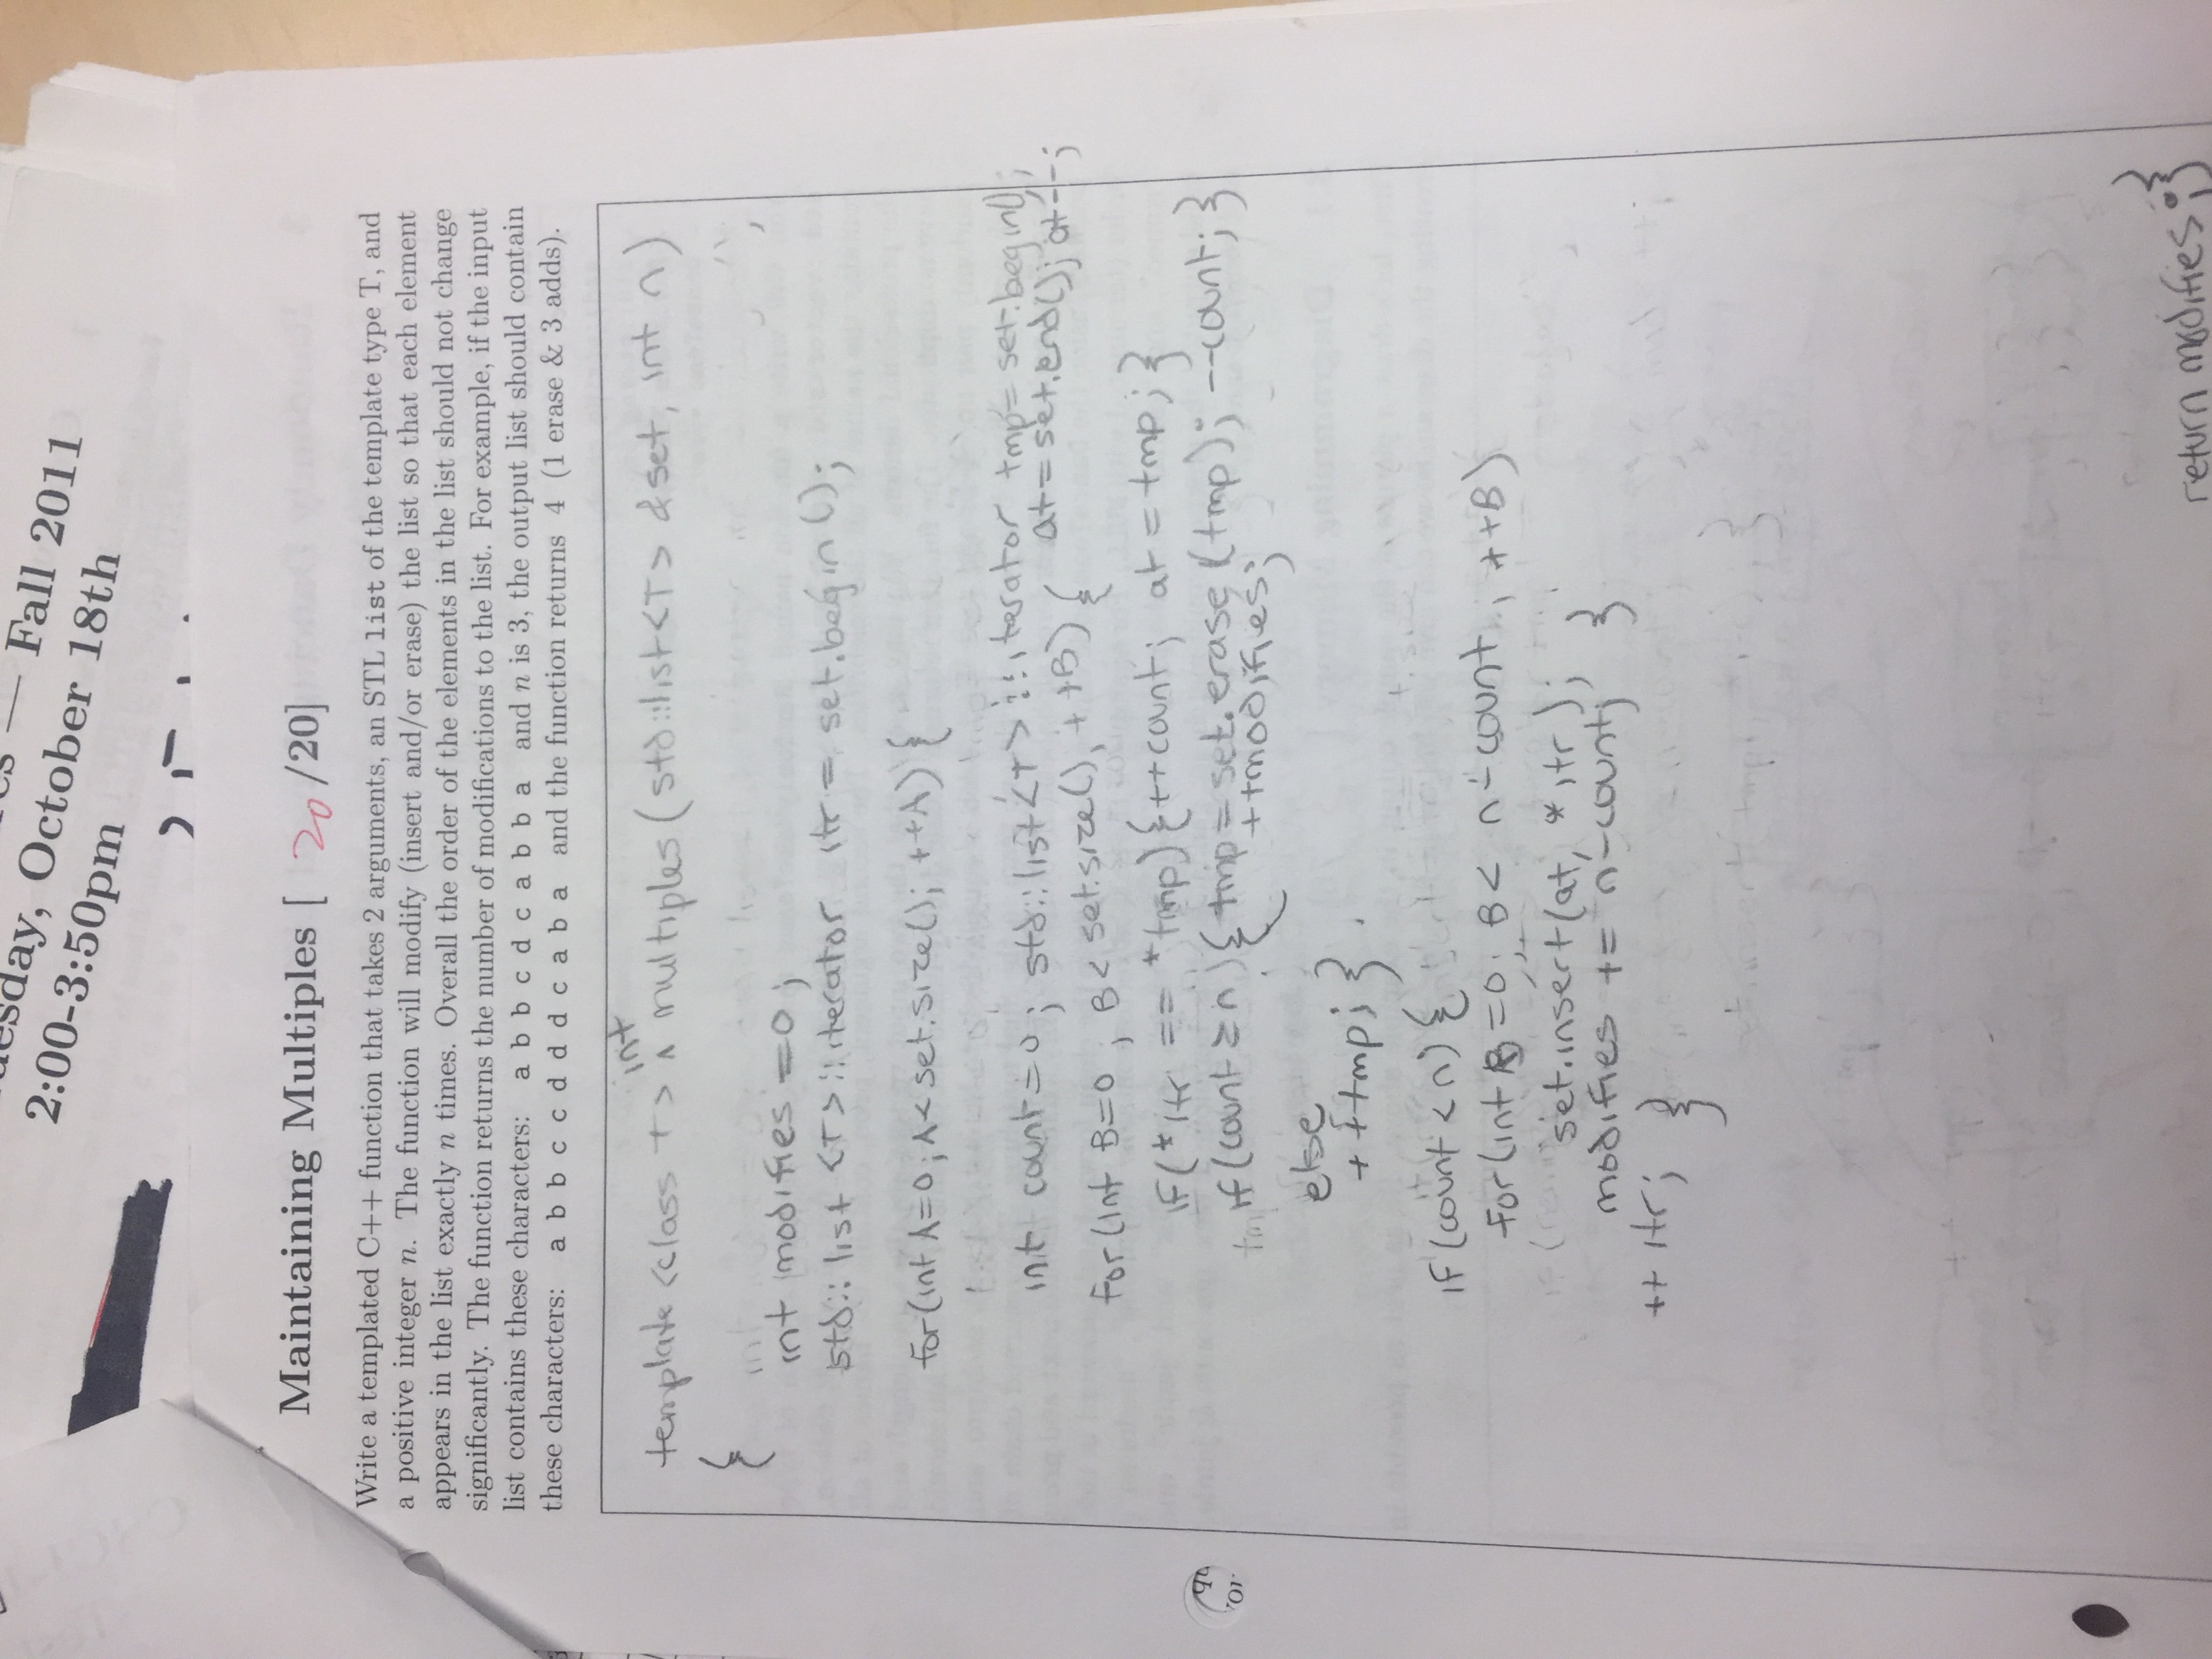 — Fall 2011
October 18th
2:00-3:50pm
Maintaining Multiples [ 20 /20]
Write a templated C++ function that takes 2 arguments, an STL list of the template type T, and
a positive integer n. The function will modify (insert and/or erase) the list so that each element
appears in the list exactly n times. Overall the order of the elements in the list should not change
significantly. The function returns the number of modifications to the list. For example, if the input
list contains these characters: a b b c d c a b b a and n is 3, the output list should contain
these characters: a b b c c d d d c a b a and the function returns 4 (1 erase & 3 adds).
template <class T> int ^ multiples (std::list<T> &set, int n)
{
int modifies =0;
std::list <T>::iterator itr = set.begin();
for(int A=0; A< set.size(); ++A) {
int count=0; std::list<T>::iterator tmp= set.begin();
at = set.end(); at--;
for(int B=0; B< set.size(), ++B) {
if(*itr == *tmp) {++count; at = tmp; }
if (count ≥ n) { tmp = set.erase (tmp); --count; }
++modifies;
else
++tmp; }
if (count < n) {
for(int B =0; B < n-count; ++B)
set.insert(at, *itr);
modifies += n-count; }
++ itr; }
return modifies; }